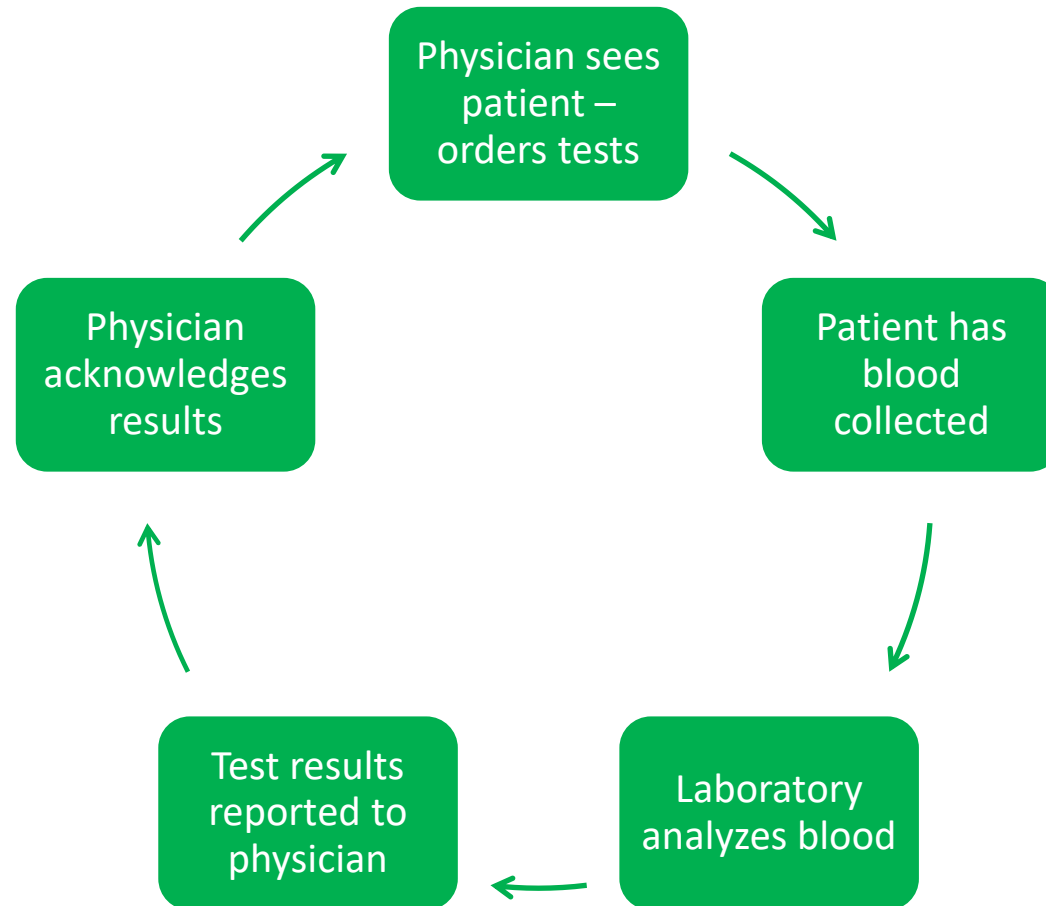 Physician sees
patient –
orders tests
Patient has
blood
collected
Laboratory
analyzes blood
Test results
reported to
physician
Physician
acknowledges
results